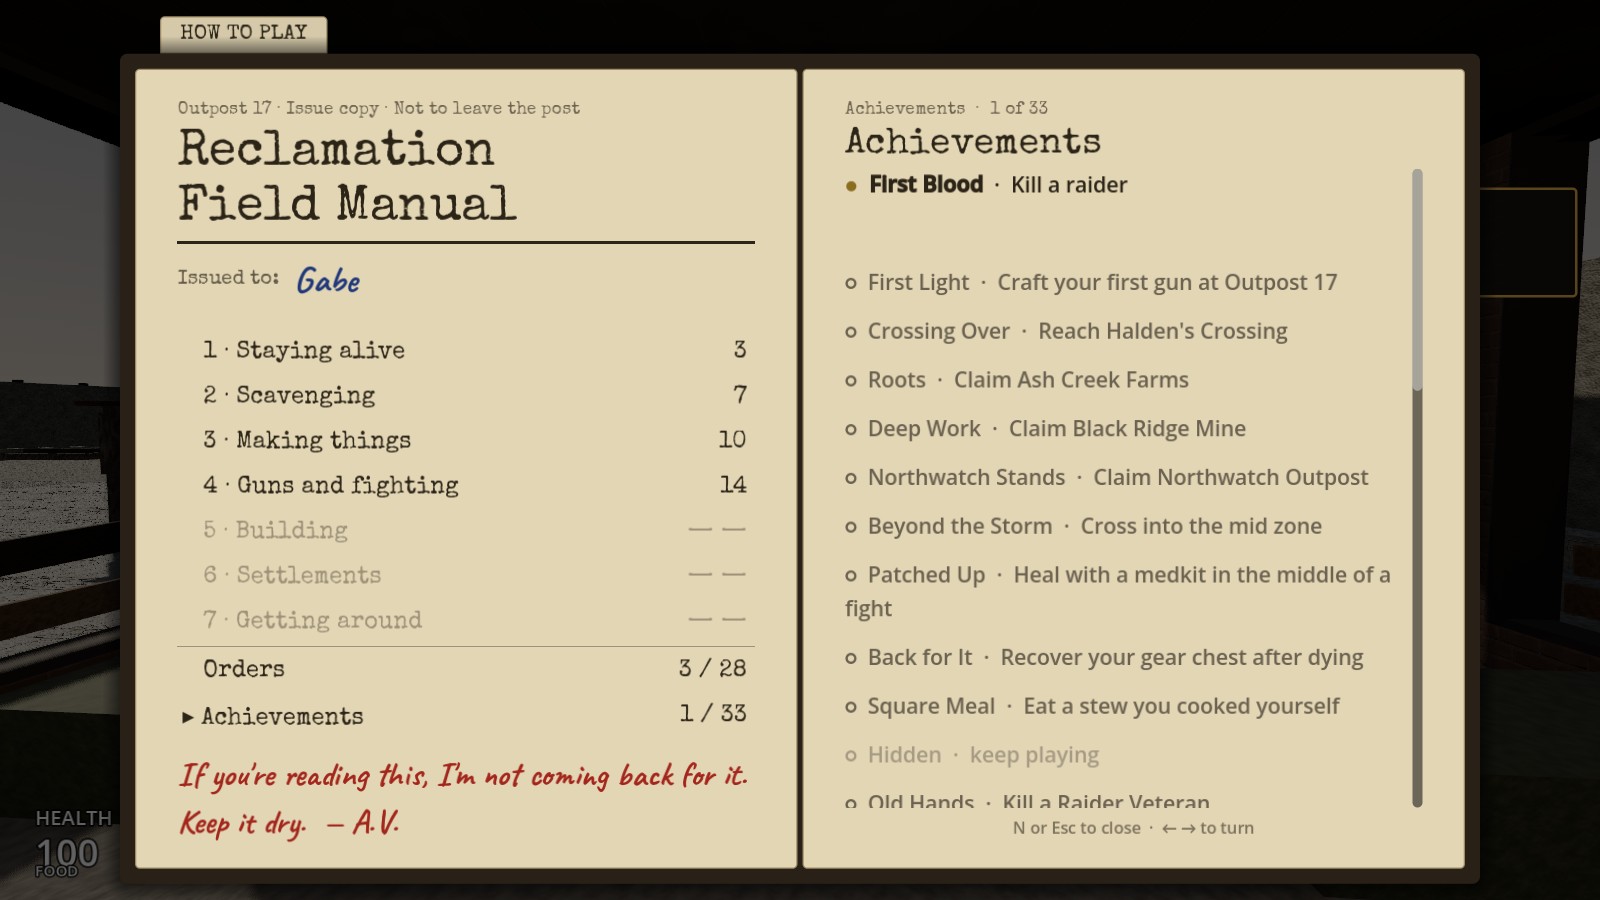 HOW TO PLAY
Outpost 17 · Issue copy · Not to leave the post
Reclamation
Field Manual
Issued to: Gabe
1 · Staying alive 3
2 · Scavenging 7
3 · Making things 10
4 · Guns and fighting 14
5 · Building — —
6 · Settlements — —
7 · Getting around — —
Orders 3 / 28
▸ Achievements 1 / 33
If you're reading this, I'm not coming back for it.
Keep it dry. – A.V.
Achievements · 1 of 33
Achievements
● First Blood · Kill a raider
○ First Light · Craft your first gun at Outpost 17
○ Crossing Over · Reach Halden's Crossing
○ Roots · Claim Ash Creek Farms
○ Deep Work · Claim Black Ridge Mine
○ Northwatch Stands · Claim Northwatch Outpost
○ Beyond the Storm · Cross into the mid zone
○ Patched Up · Heal with a medkit in the middle of a
fight
○ Back for It · Recover your gear chest after dying
○ Square Meal · Eat a stew you cooked yourself
○ Hidden · keep playing
○ Old Hands · Kill a Raider Veteran
N or Esc to close · ← → to turn
HEALTH
100
FOOD